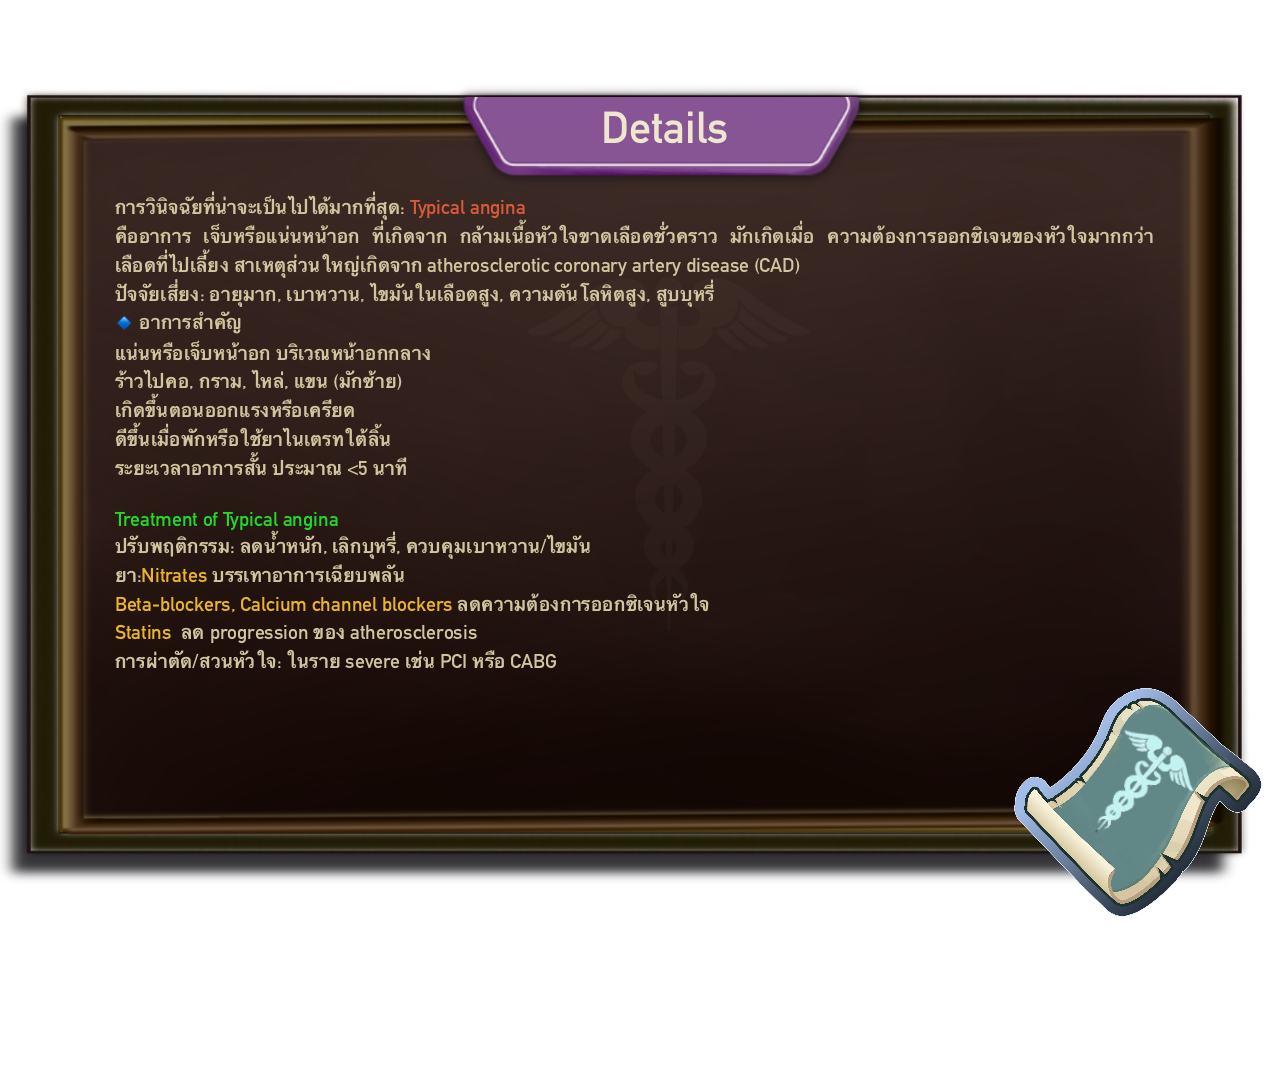 Details
การวินิจฉัยที่น่าจะเป็นไปได้มากที่สุด: Typical angina
คืออาการ เจ็บหรือแน่นหน้าอก ที่เกิดจาก กล้ามเนื้อหัวใจขาดเลือดชั่วคราว มักเกิดเมื่อ ความต้องการออกซิเจนของหัวใจมากกว่า
เลือดที่ไปเลี้ยง สาเหตุส่วนใหญ่เกิดจาก atherosclerotic coronary artery disease (CAD)
ปัจจัยเสี่ยง: อายุมาก, เบาหวาน, ไขมันในเลือดสูง, ความดันโลหิตสูง, สูบบุหรี่
🔹 อาการสำคัญ
แน่นหรือเจ็บหน้าอก บริเวณหน้าอกกลาง
ร้าวไปคอ, กราม, ไหล่, แขน (มักซ้าย)
เกิดขึ้นตอนออกแรงหรือเครียด
ดีขึ้นเมื่อพักหรือใช้ยาไนเตรทใต้ลิ้น
ระยะเวลาอาการสั้น ประมาณ <5 นาที
Treatment of Typical angina
ปรับพฤติกรรม: ลดน้ำหนัก, เลิกบุหรี่, ควบคุมเบาหวาน/ไขมัน
ยา:Nitrates บรรเทาอาการเฉียบพลัน
Beta-blockers, Calcium channel blockers ลดความต้องการออกซิเจนหัวใจ
Statins ลด progression ของ atherosclerosis
การผ่าตัด/สวนหัวใจ: ในราย severe เช่น PCI หรือ CABG